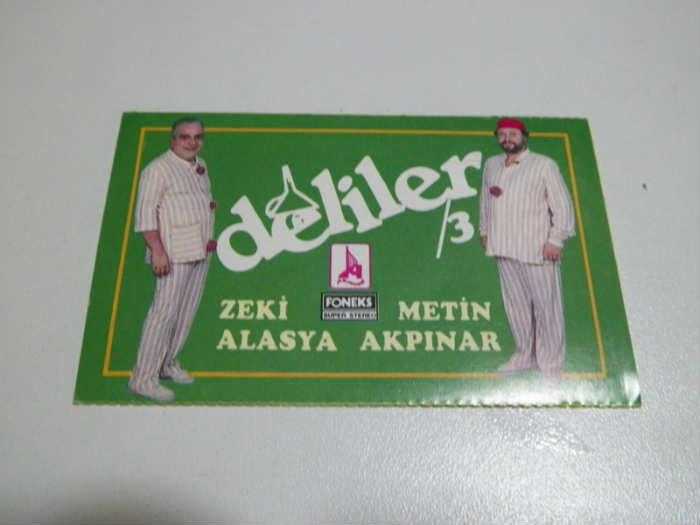 deliler
/3
FONEKS
SUPER STEREO
ZEKİ METİN
ALASYA AKPINAR